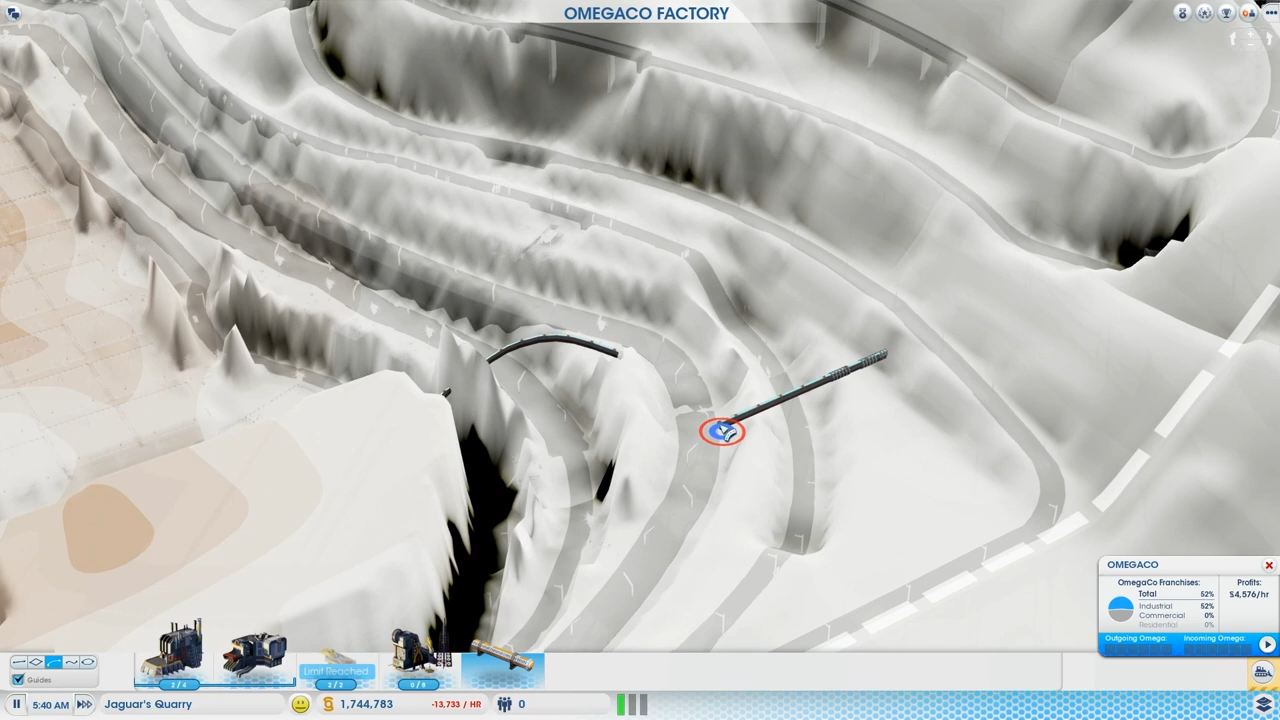 OMEGACO FACTORY
OMEGACO
OmegaCo Franchises:
Profits:
Total 52%
$4,576/hr
Industrial 52%
Commercial 0%
Residential 0%
Outgoing Omega:
Incoming Omega:
Limit Reached
Guides
2/4
2/2
0/8
5:40 AM
Jaguar's Quarry
1,744,783
-13,733 / HR
0